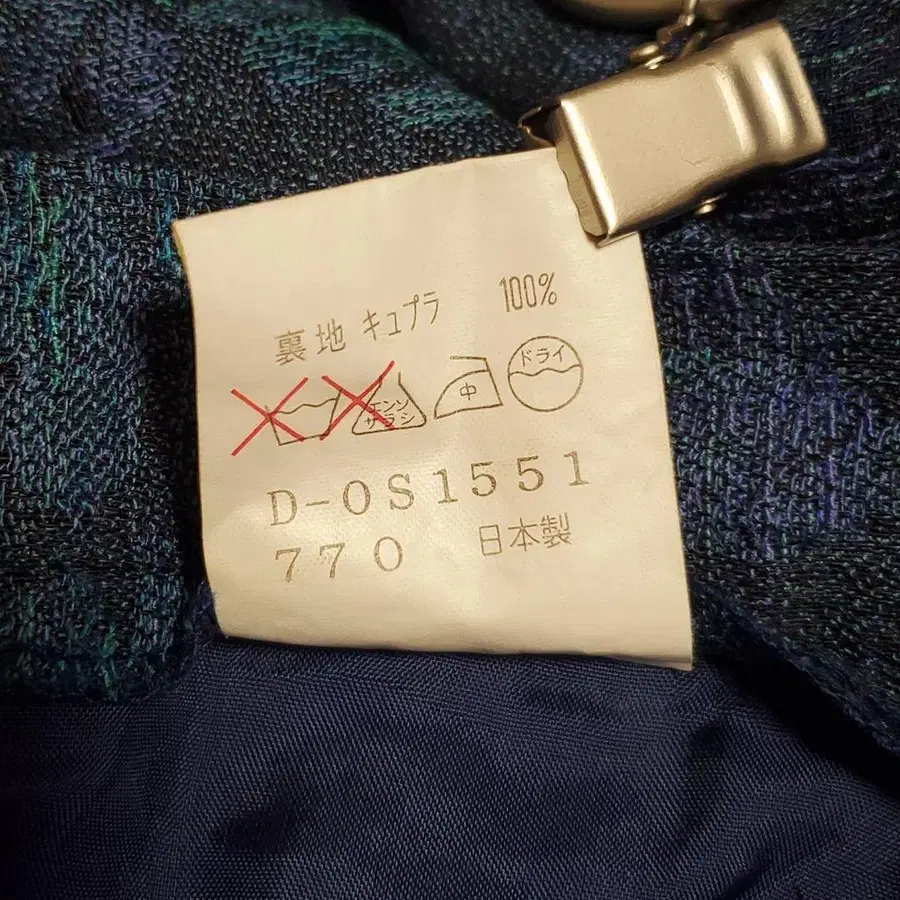 裏地 キュプラ 100%
エンソ
サラシ
中
ドライ
D-OS1551
770 日本製